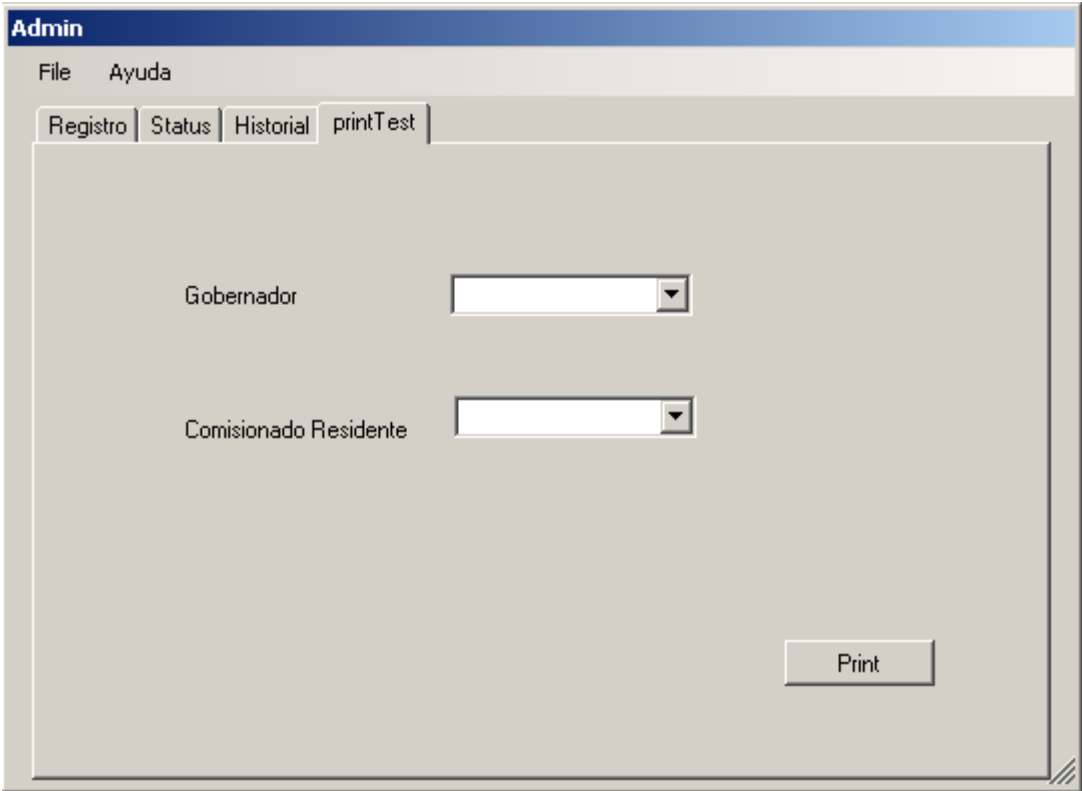 Admin
File Ayuda
Registro Status Historial printTest
Gobernador
Comisionado Residente
Print